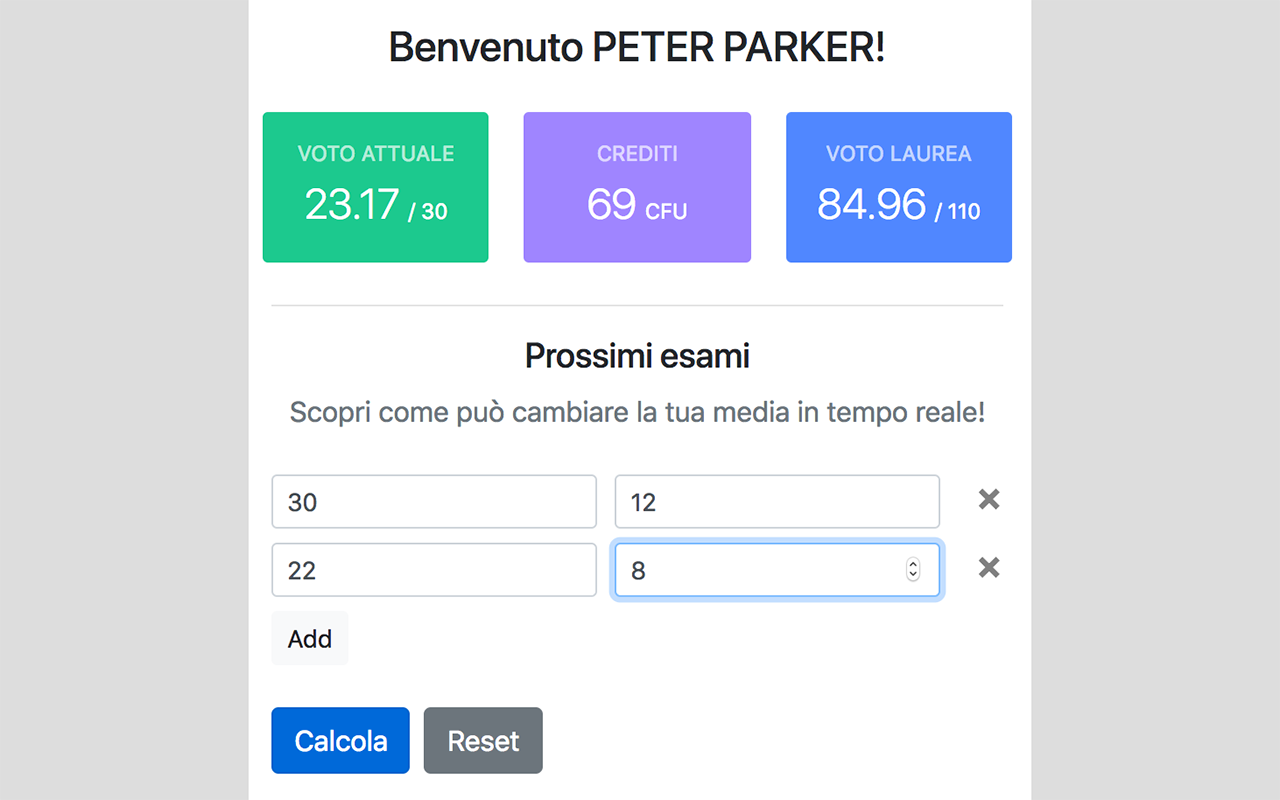 Benvenuto PETER PARKER!
VOTO ATTUALE
23.17 / 30
CREDITI
69 CFU
VOTO LAUREA
84.96 / 110
Prossimi esami
Scopri come può cambiare la tua media in tempo reale!
30 12
22 8
Add
Calcola Reset